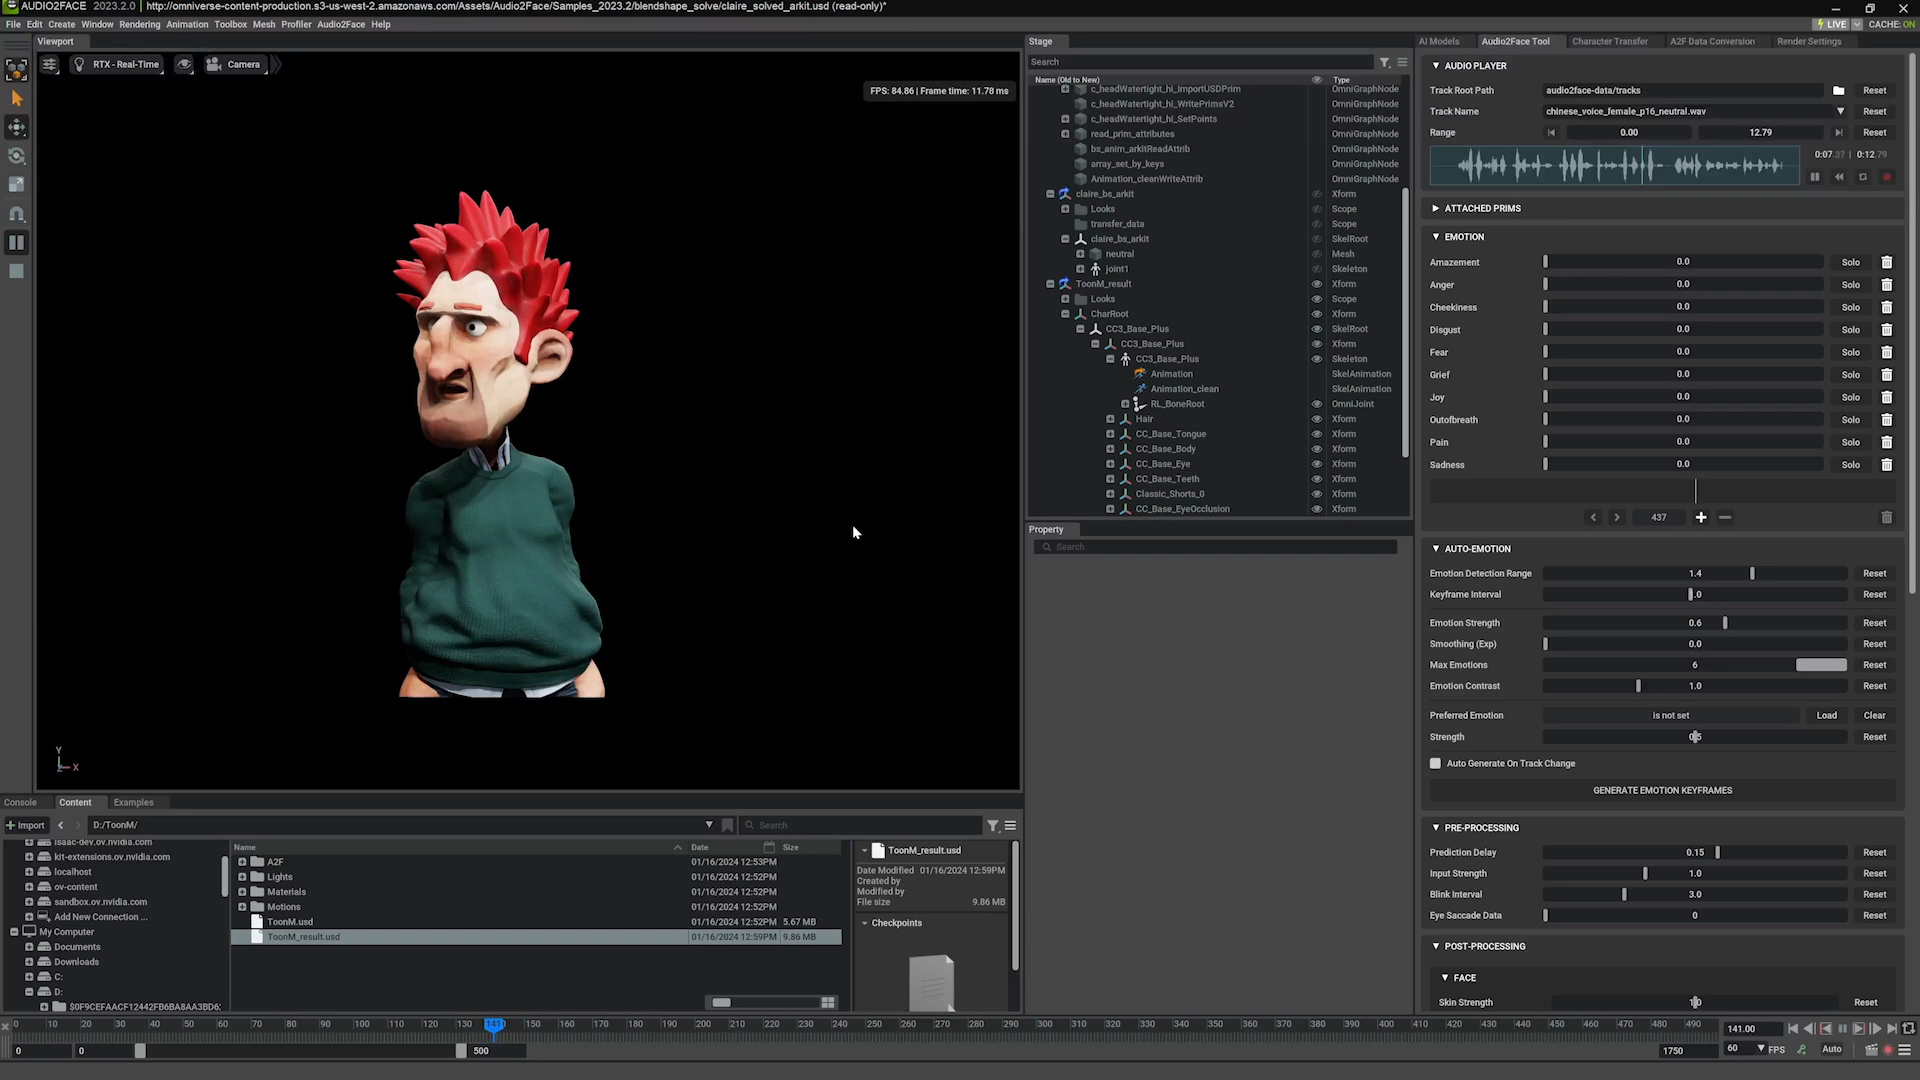 AUDIO2FACE 2023.2.0 | http://omniverse-content-production.s3-us-west-2.amazonaws.com/Assets/Audio2Face/Samples_2023.2/blendshape_solve/claire_solved_arkit.usd (read-only)*
File Edit Create Window Rendering Animation Toolbox Mesh Profiler Audio2Face Help
LIVE CACHE: ON
Viewport
RTX - Real-Time
Camera
FPS: 84.86 | Frame time: 11.78 ms
Y
Z X
Stage
Search
Name (Old to New) Type
c_headWatertight_hi_ImportUSDPrim OmniGraphNode
c_headWatertight_hi_WritePrimsV2 OmniGraphNode
c_headWatertight_hi_SetPoints OmniGraphNode
read_prim_attributes OmniGraphNode
bs_anim_arkitReadAttrib OmniGraphNode
array_set_by_keys OmniGraphNode
Animation_cleanWriteAttrib OmniGraphNode
claire_bs_arkit Xform
Looks Scope
transfer_data Scope
claire_bs_arkit SkelRoot
neutral Mesh
joint1 Skeleton
ToonM_result Xform
Looks Scope
CharRoot Xform
CC3_Base_Plus SkelRoot
CC3_Base_Plus Xform
CC3_Base_Plus Skeleton
Animation SkelAnimation
Animation_clean SkelAnimation
RL_BoneRoot OmniJoint
Hair Xform
CC_Base_Tongue Xform
CC_Base_Body Xform
CC_Base_Eye Xform
CC_Base_Teeth Xform
Classic_Shorts_0 Xform
CC_Base_EyeOcclusion Xform
Property
Search
AI Models Audio2Face Tool Character Transfer A2F Data Conversion Render Settings
AUDIO PLAYER
Track Root Path audio2face-data/tracks Reset
Track Name chinese_voice_female_p16_neutral.wav Reset
Range 0.00 12.79 Reset
0:07.37 | 0:12.79
ATTACHED PRIMS
EMOTION
Amazement 0.0 Solo
Anger 0.0 Solo
Cheekiness 0.0 Solo
Disgust 0.0 Solo
Fear 0.0 Solo
Grief 0.0 Solo
Joy 0.0 Solo
Outofbreath 0.0 Solo
Pain 0.0 Solo
Sadness 0.0 Solo
437
AUTO-EMOTION
Emotion Detection Range 1.4 Reset
Keyframe Interval 1.0 Reset
Emotion Strength 0.6 Reset
Smoothing (Exp) 0.0 Reset
Max Emotions 6 Reset
Emotion Contrast 1.0 Reset
Preferred Emotion is not set Load Clear
Strength 0.5 Reset
Auto Generate On Track Change
GENERATE EMOTION KEYFRAMES
PRE-PROCESSING
Prediction Delay 0.15 Reset
Input Strength 1.0 Reset
Blink Interval 3.0 Reset
Eye Saccade Data 0 Reset
POST-PROCESSING
FACE
Skin Strength 1.0 Reset
Console Content Examples
Import D:/ToonM/ Search
isaac-dev.ov.nvidia.com
kit-extensions.ov.nvidia.com
localhost
ov-content
sandbox.ov.nvidia.com
Add New Connection ...
My Computer
Documents
Downloads
C:
D:
$0F9CEFAACF12442FB6BA8AA3BD6:
Name Date Size
A2F 01/16/2024 12:53PM
Lights 01/16/2024 12:52PM
Materials 01/16/2024 12:52PM
Motions 01/16/2024 12:52PM
ToonM.usd 01/16/2024 12:52PM 5.67 MB
ToonM_result.usd 01/16/2024 12:59PM 9.86 MB
ToonM_result.usd
Date Modified 01/16/2024 12:59PM
Created by
Modified by
File size 9.86 MB
Checkpoints
0 10 20 30 40 50 60 70 80 90 100 110 120 130 141 150 160 170 180 190 200 210 220 230 240 250 260 270 280 290 300 310 320 330 340 350 360 370 380 390 400 410 420 430 440 450 460 470 480 490
141.00
0 0 500 1750 60 FPS Auto